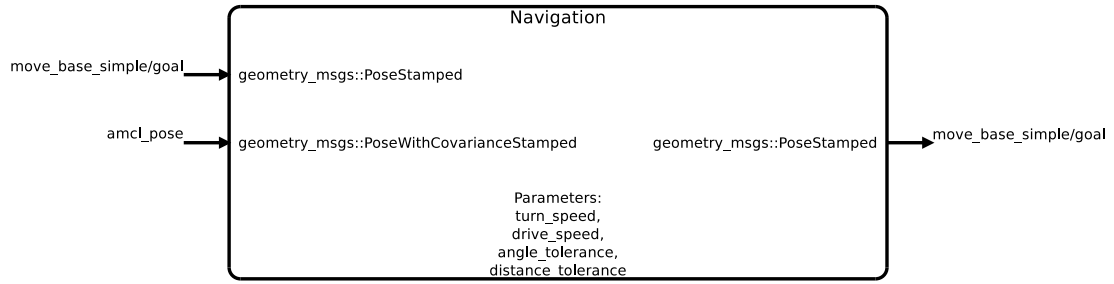 Navigation
move_base_simple/goal
geometry_msgs::PoseStamped
amcl_pose
geometry_msgs::PoseWithCovarianceStamped
geometry_msgs::PoseStamped
move_base_simple/goal
Parameters:
turn_speed,
drive_speed,
angle_tolerance,
distance_tolerance